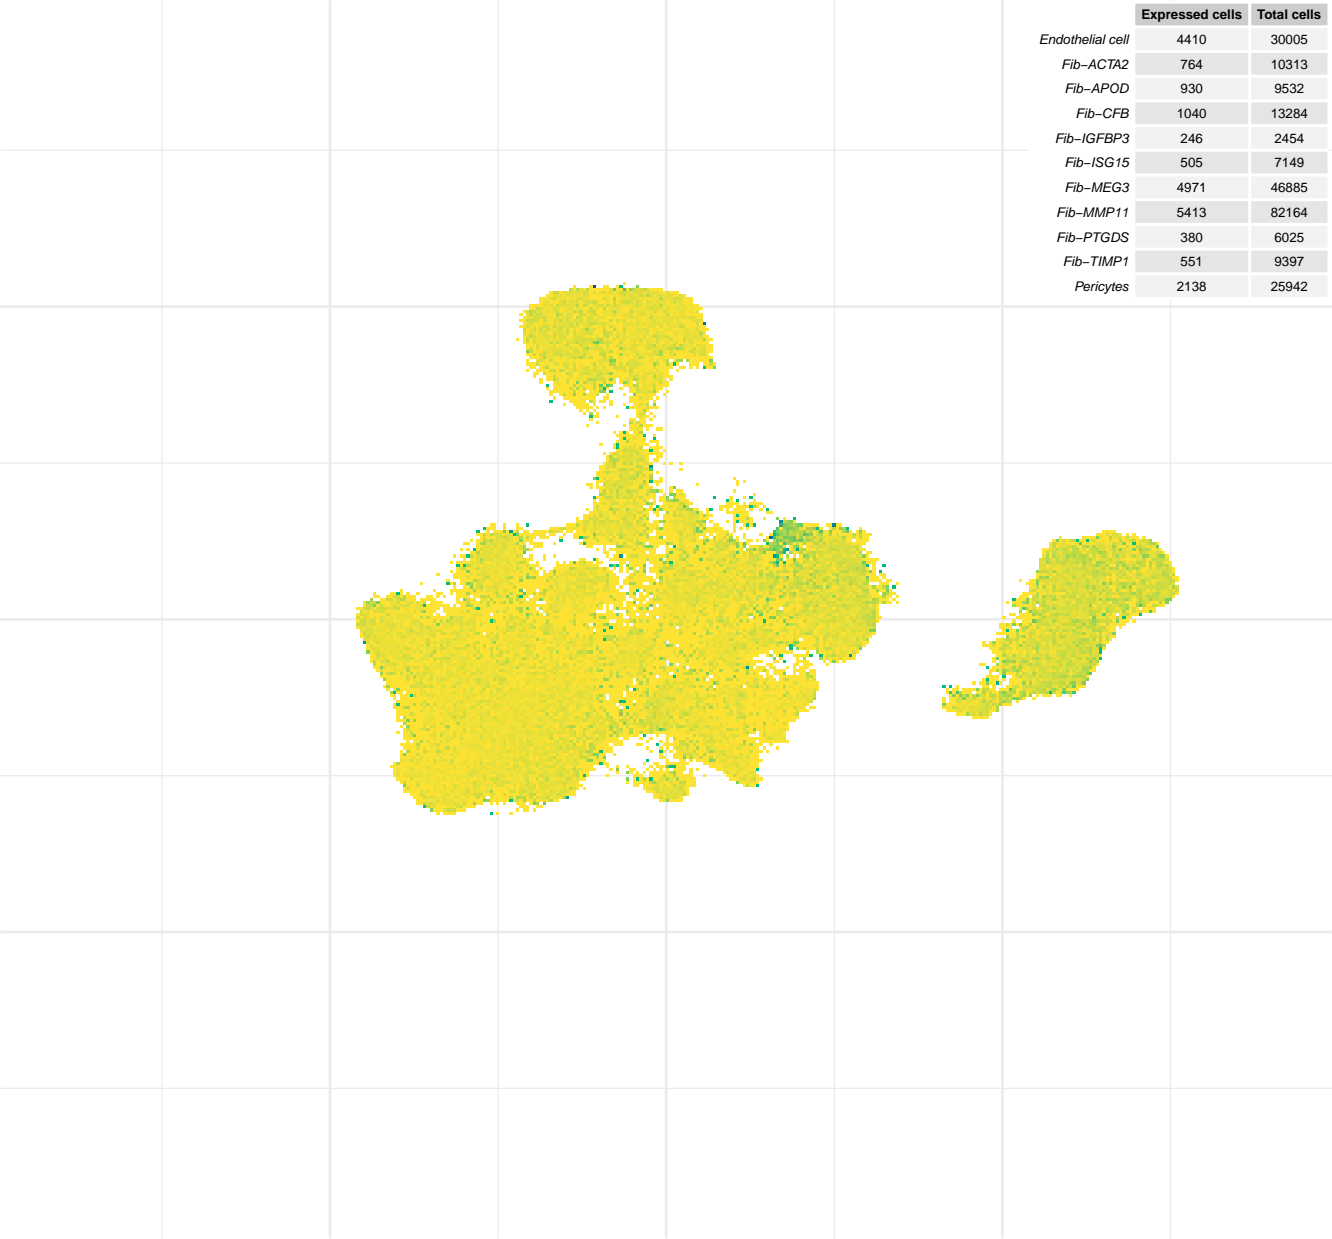 Expressed cells Total cells
Endothelial cell 4410 30005
Fib−ACTA2 764 10313
Fib−APOD 930 9532
Fib−CFB 1040 13284
Fib−IGFBP3 246 2454
Fib−ISG15 505 7149
Fib−MEG3 4971 46885
Fib−MMP11 5413 82164
Fib−PTGDS 380 6025
Fib−TIMP1 551 9397
Pericytes 2138 25942